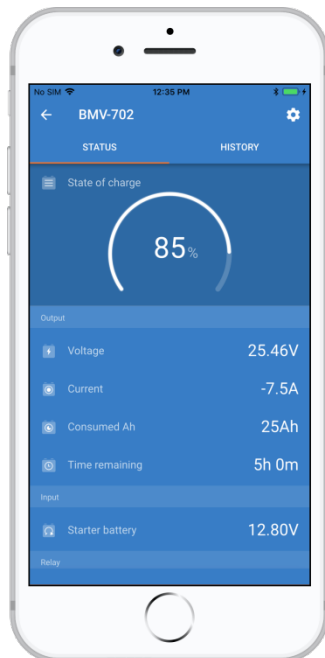 No SIM 12:35 PM
BMV-702
STATUS HISTORY
State of charge
85%
Output
Voltage 25.46V
Current -7.5A
Consumed Ah 25Ah
Time remaining 5h 0m
Input
Starter battery 12.80V
Relay